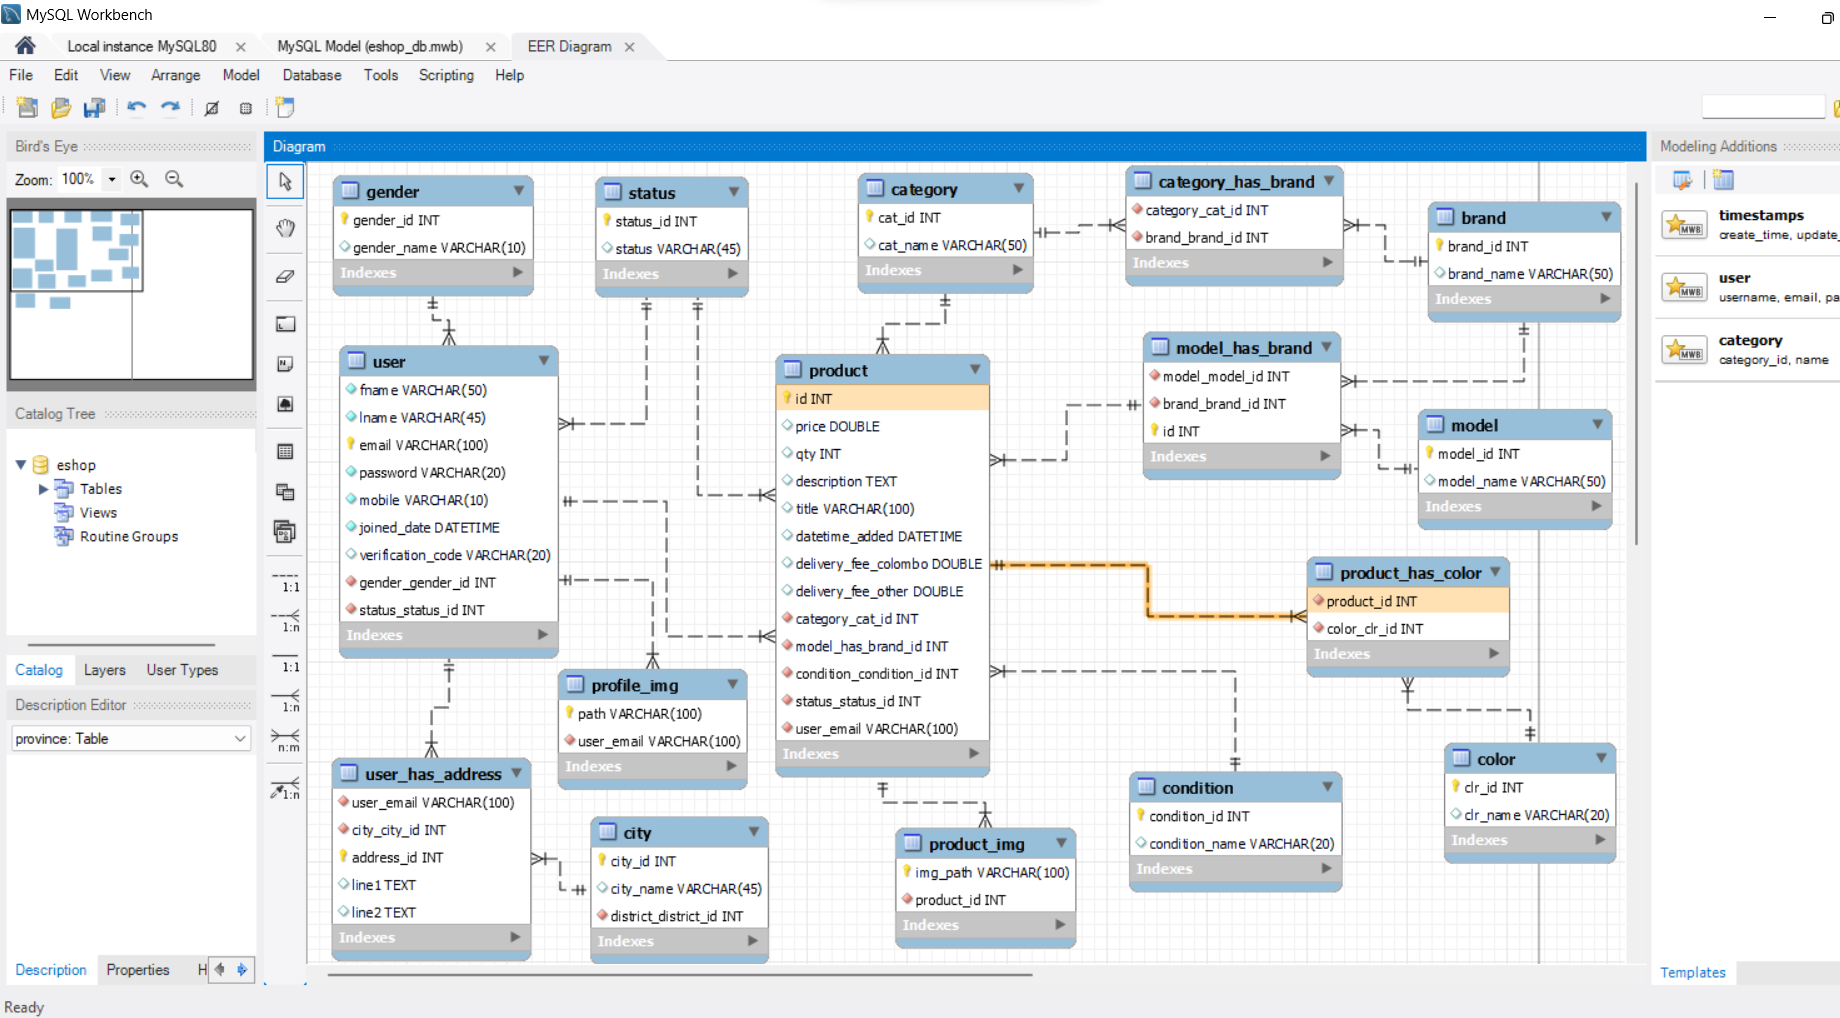 MySQL Workbench
Local instance MySQL80
MySQL Model (eshop_db.mwb)
EER Diagram
File Edit View Arrange Model Database Tools Scripting Help
Bird's Eye
Zoom: 100%
Catalog Tree
eshop
Tables
Views
Routine Groups
Catalog Layers User Types
Description Editor
province: Table
Description Properties H
Ready
Diagram
1:1
1:n
1:1
1:n
n:m
1:n
gender
gender_id INT
gender_name VARCHAR(10)
Indexes
status
status_id INT
status VARCHAR(45)
Indexes
category
cat_id INT
cat_name VARCHAR(50)
Indexes
category_has_brand
category_cat_id INT
brand_brand_id INT
Indexes
brand
brand_id INT
brand_name VARCHAR(50)
Indexes
user
fname VARCHAR(50)
lname VARCHAR(45)
email VARCHAR(100)
password VARCHAR(20)
mobile VARCHAR(10)
joined_date DATETIME
verification_code VARCHAR(20)
gender_gender_id INT
status_status_id INT
Indexes
product
id INT
price DOUBLE
qty INT
description TEXT
title VARCHAR(100)
datetime_added DATETIME
delivery_fee_colombo DOUBLE
delivery_fee_other DOUBLE
category_cat_id INT
model_has_brand_id INT
condition_condition_id INT
status_status_id INT
user_email VARCHAR(100)
Indexes
model_has_brand
model_model_id INT
brand_brand_id INT
id INT
Indexes
model
model_id INT
model_name VARCHAR(50)
Indexes
product_has_color
product_id INT
color_clr_id INT
Indexes
profile_img
path VARCHAR(100)
user_email VARCHAR(100)
Indexes
user_has_address
user_email VARCHAR(100)
city_city_id INT
address_id INT
line1 TEXT
line2 TEXT
Indexes
city
city_id INT
city_name VARCHAR(45)
district_district_id INT
Indexes
product_img
img_path VARCHAR(100)
product_id INT
Indexes
condition
condition_id INT
condition_name VARCHAR(20)
Indexes
color
clr_id INT
clr_name VARCHAR(20)
Indexes
Modeling Additions
MWB
timestamps
create_time, update_
MWB
user
username, email, pa
MWB
category
category_id, name
Templates